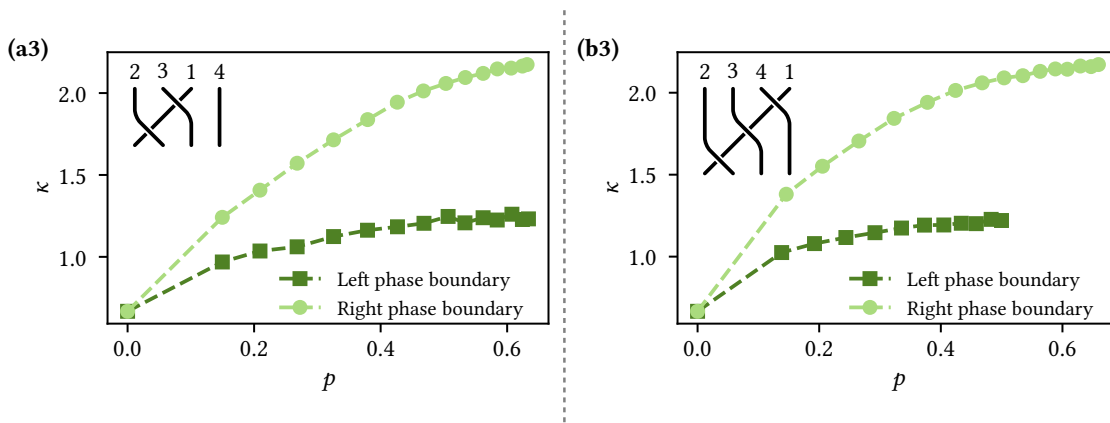 (a3)
2 3 1 4
κ
2.0
1.5
1.0
Left phase boundary
Right phase boundary
0.0 0.2 0.4 0.6
p
(b3)
2 3 4 1
κ
2.0
1.5
1.0
Left phase boundary
Right phase boundary
0.0 0.2 0.4 0.6
p